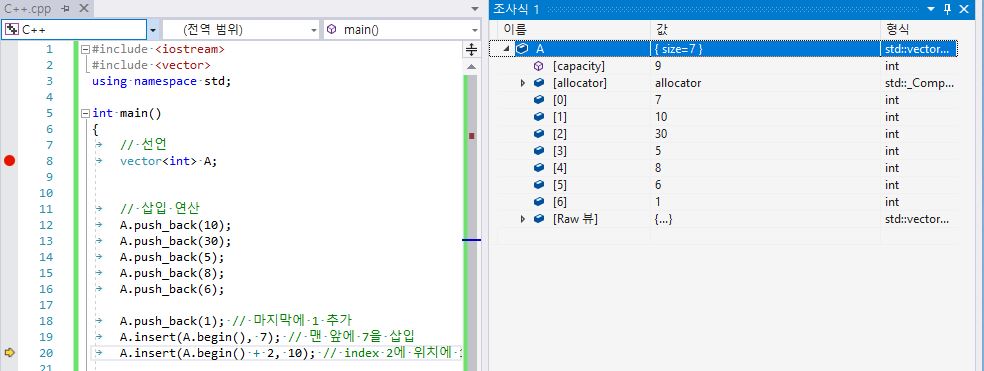 C++.cpp
C++
(전역 범위)
main()
1 #include <iostream>
2 #include <vector>
3 using namespace std;
4
5 int main()
6 {
7 // 선언
8 vector<int> A;
9
10
11 // 삽입 연산
12 A.push_back(10);
13 A.push_back(30);
14 A.push_back(5);
15 A.push_back(8);
16 A.push_back(6);
17
18 A.push_back(1); // 마지막에 1 추가
19 A.insert(A.begin(), 7); // 맨 앞에 7을 삽입
20 A.insert(A.begin() + 2, 10); // index 2에 위치에
21
조사식 1
이름 값 형식
A { size=7 } std::vector...
[capacity] 9 int
[allocator] allocator std::_Comp...
[0] 7 int
[1] 10 int
[2] 30 int
[3] 5 int
[4] 8 int
[5] 6 int
[6] 1 int
[Raw 뷰] {...} std::vector...